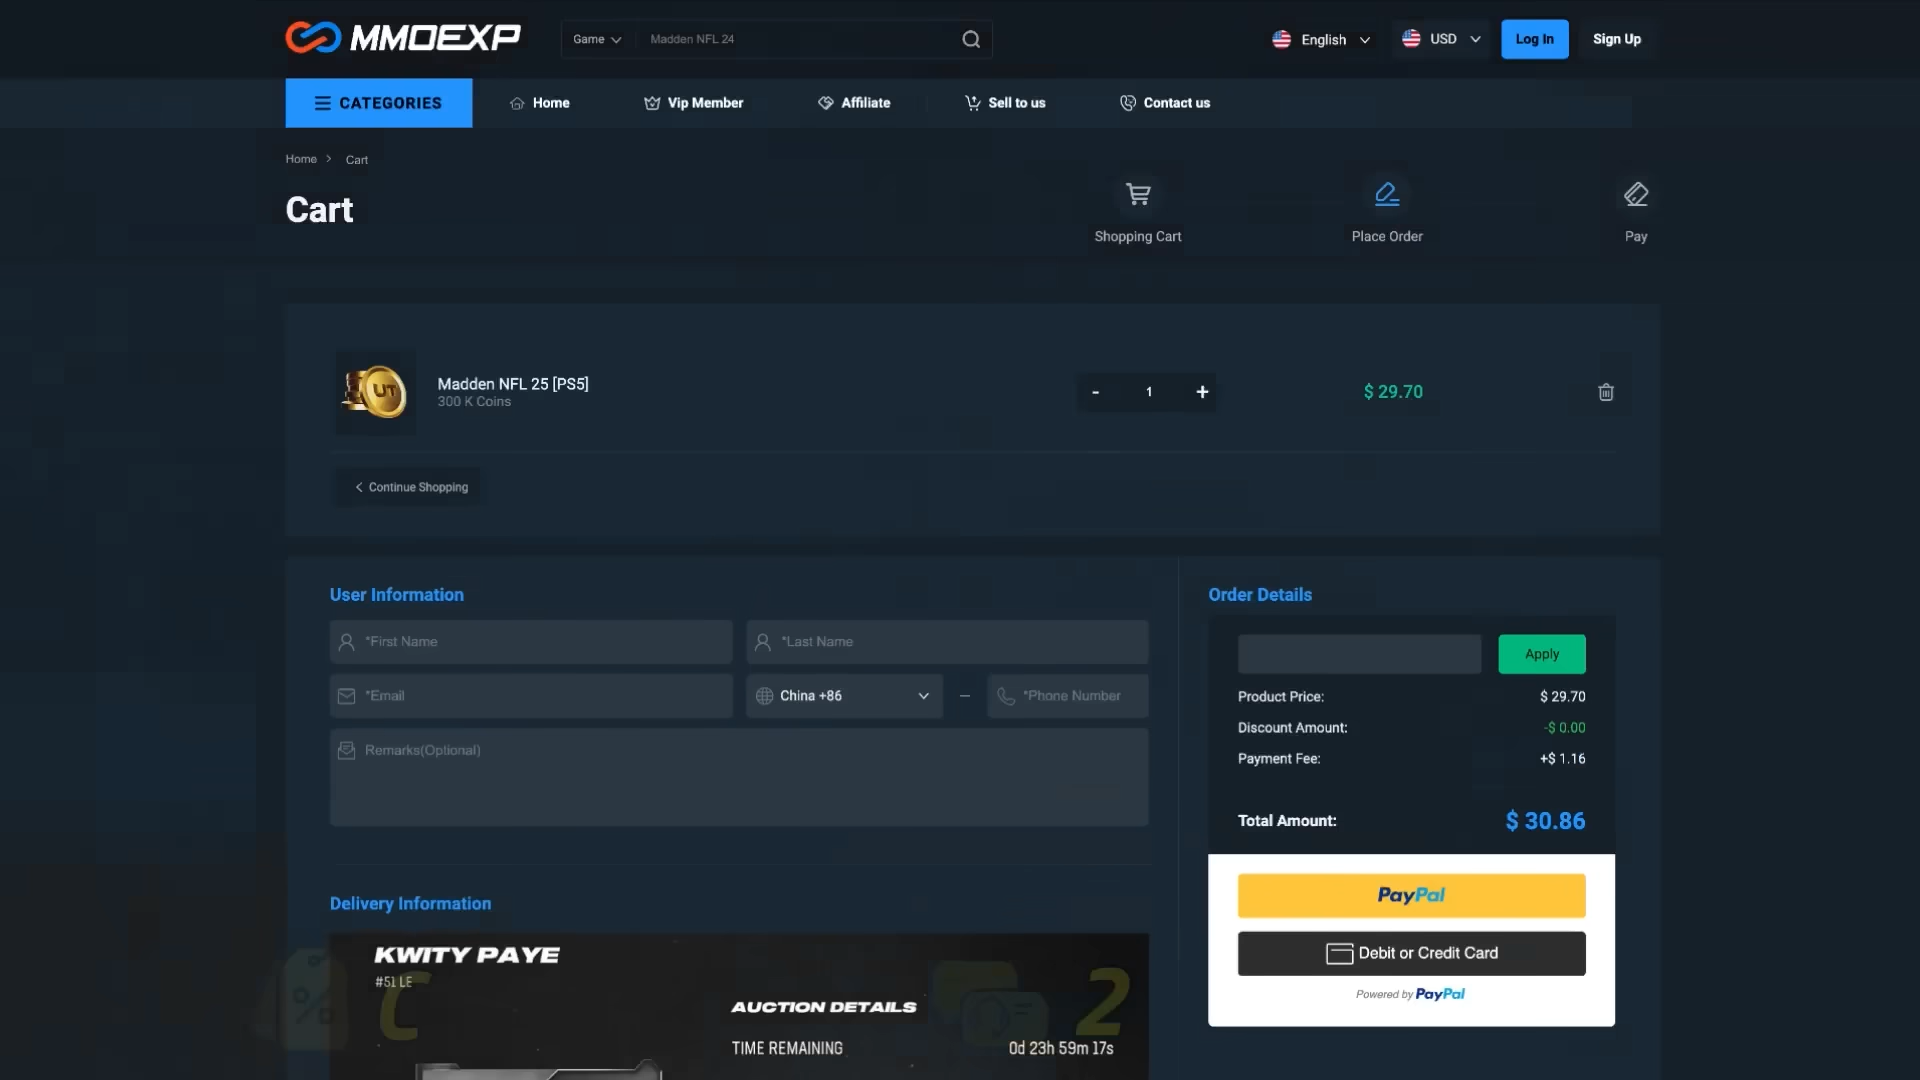 MMOEXP
Game
Madden NFL 24
English
USD
Log In
Sign Up
CATEGORIES
Home
Vip Member
Affiliate
Sell to us
Contact us
Home > Cart
Cart
Shopping Cart
Place Order
Pay
UT
Madden NFL 25 [PS5]
300 K Coins
- 1 +
$ 29.70
< Continue Shopping
User Information
*First Name
*Last Name
*Email
China +86
–
*Phone Number
Remarks(Optional)
Order Details
Apply
Product Price: $ 29.70
Discount Amount: -$ 0.00
Payment Fee: +$ 1.16
Total Amount: $ 30.86
PayPal
Debit or Credit Card
Powered by PayPal
Delivery Information
KWITY PAYE
#51 LE
C
2
AUCTION DETAILS
TIME REMAINING 0d 23h 59m 17s